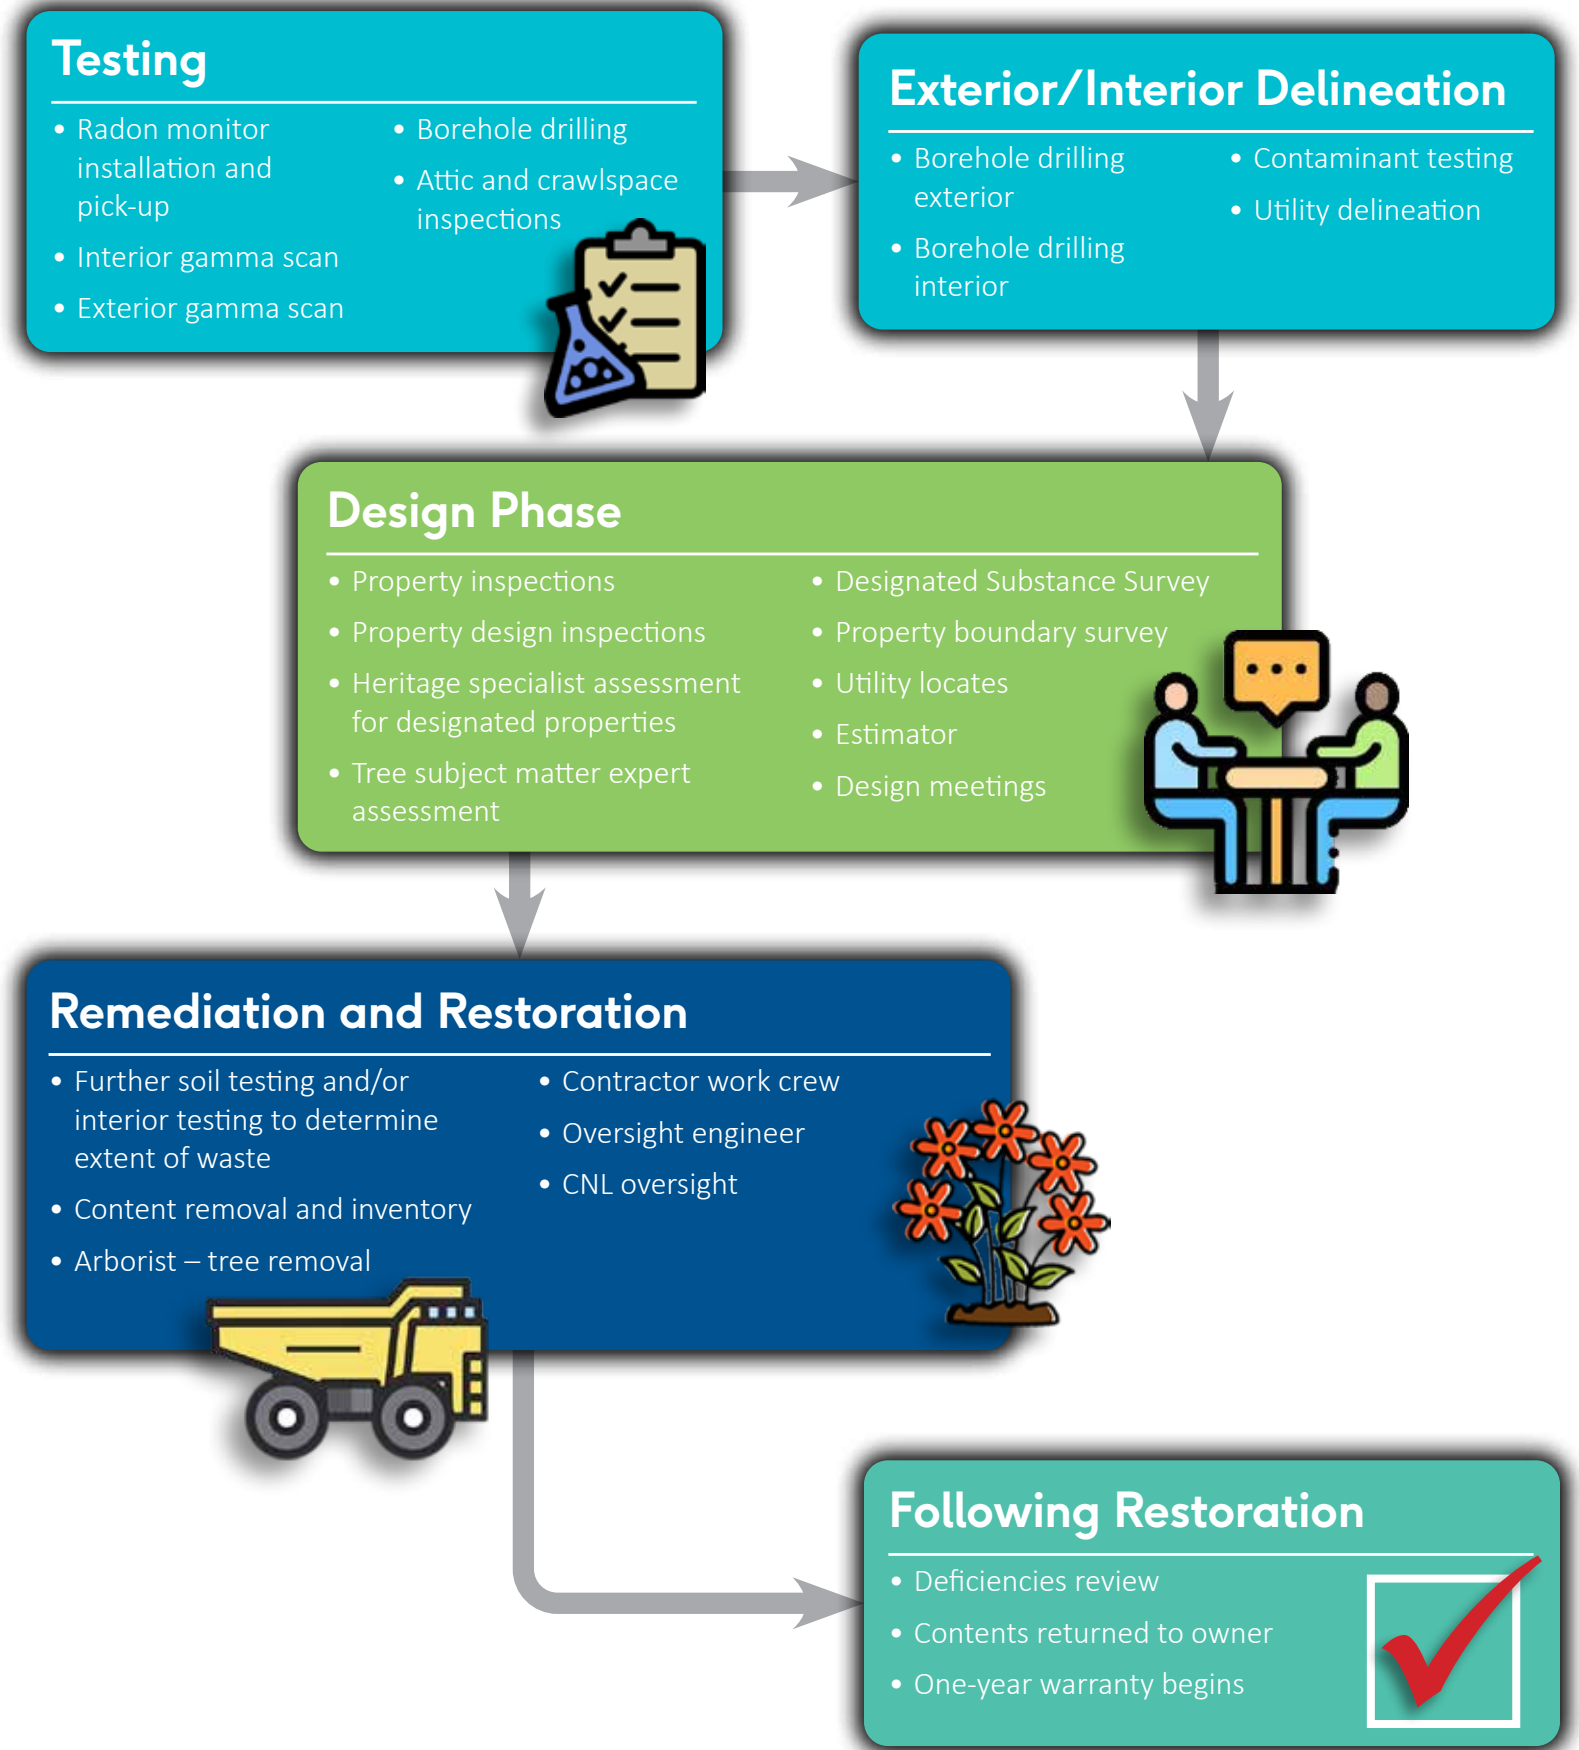 Testing
• Radon monitor
installation and
pick-up
• Interior gamma scan
• Exterior gamma scan
• Borehole drilling
• Attic and crawlspace
inspections
Exterior/Interior Delineation
• Borehole drilling
exterior
• Borehole drilling
interior
• Contaminant testing
• Utility delineation
Design Phase
• Property inspections
• Property design inspections
• Heritage specialist assessment
for designated properties
• Tree subject matter expert
assessment
• Designated Substance Survey
• Property boundary survey
• Utility locates
• Estimator
• Design meetings
Remediation and Restoration
• Further soil testing and/or
interior testing to determine
extent of waste
• Content removal and inventory
• Arborist – tree removal
• Contractor work crew
• Oversight engineer
• CNL oversight
Following Restoration
• Deficiencies review
• Contents returned to owner
• One-year warranty begins